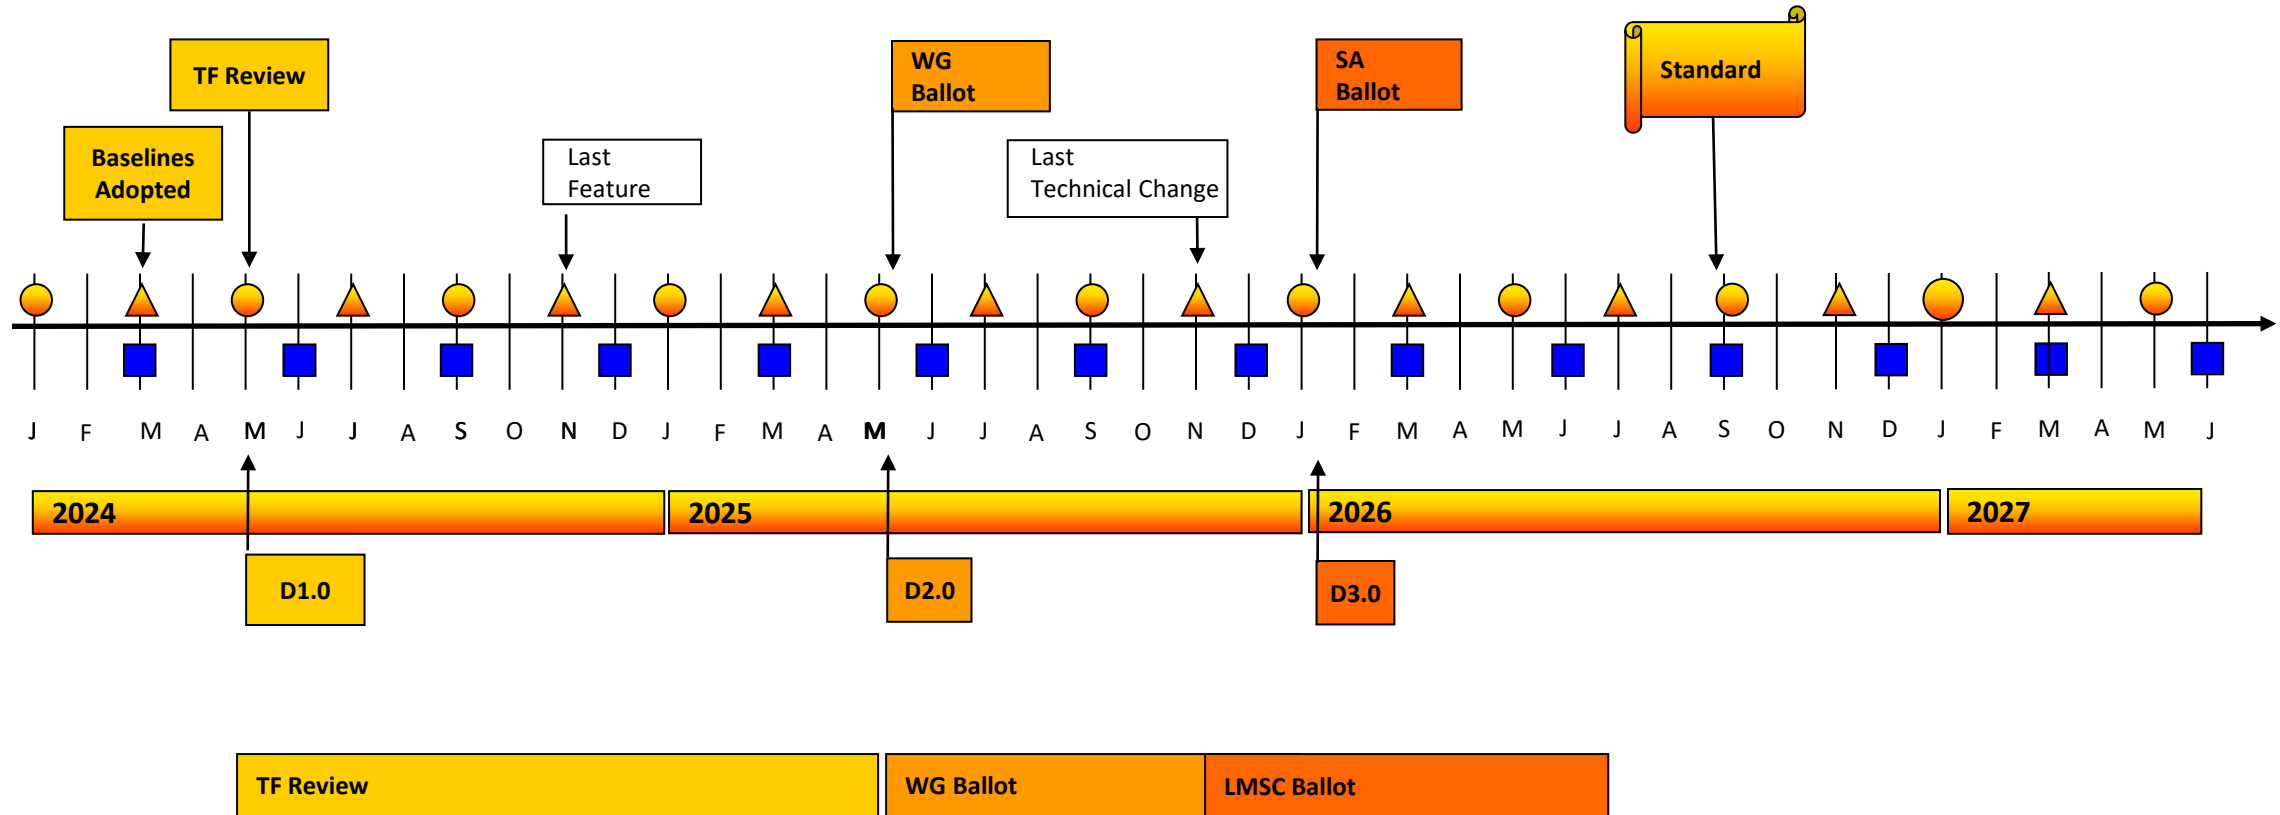 TF Review
WG
Ballot
SA
Ballot
Standard
Baselines
Adopted
Last
Feature
Last
Technical Change
J F M A M J J A S O N D J F M A M J J A S O N D J F M A M J J A S O N D J F M A M J
2024 2025 2026 2027
D1.0 D2.0 D3.0
TF Review WG Ballot LMSC Ballot